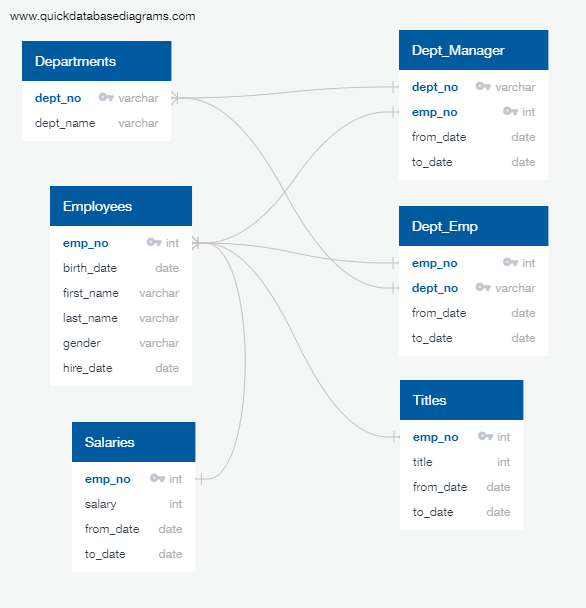 www.quickdatabasediagrams.com
Departments
dept_no varchar
dept_name varchar
Employees
emp_no int
birth_date date
first_name varchar
last_name varchar
gender varchar
hire_date date
Salaries
emp_no int
salary int
from_date date
to_date date
Dept_Manager
dept_no varchar
emp_no int
from_date date
to_date date
Dept_Emp
emp_no int
dept_no varchar
from_date date
to_date date
Titles
emp_no int
title int
from_date date
to_date date